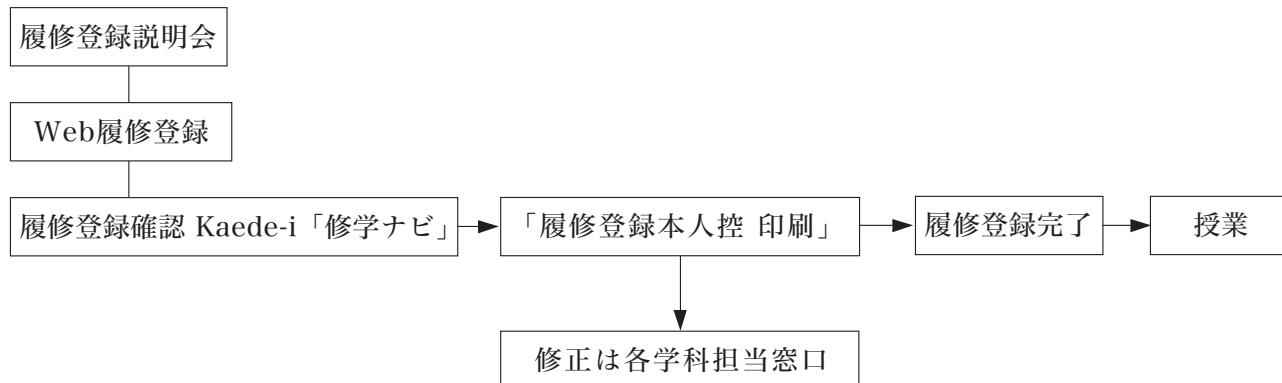 履修登録説明会
Web履修登録
履修登録確認 Kaede-i「修学ナビ」
「履修登録本人控 印刷」
履修登録完了
授業
修正は各学科担当窓口